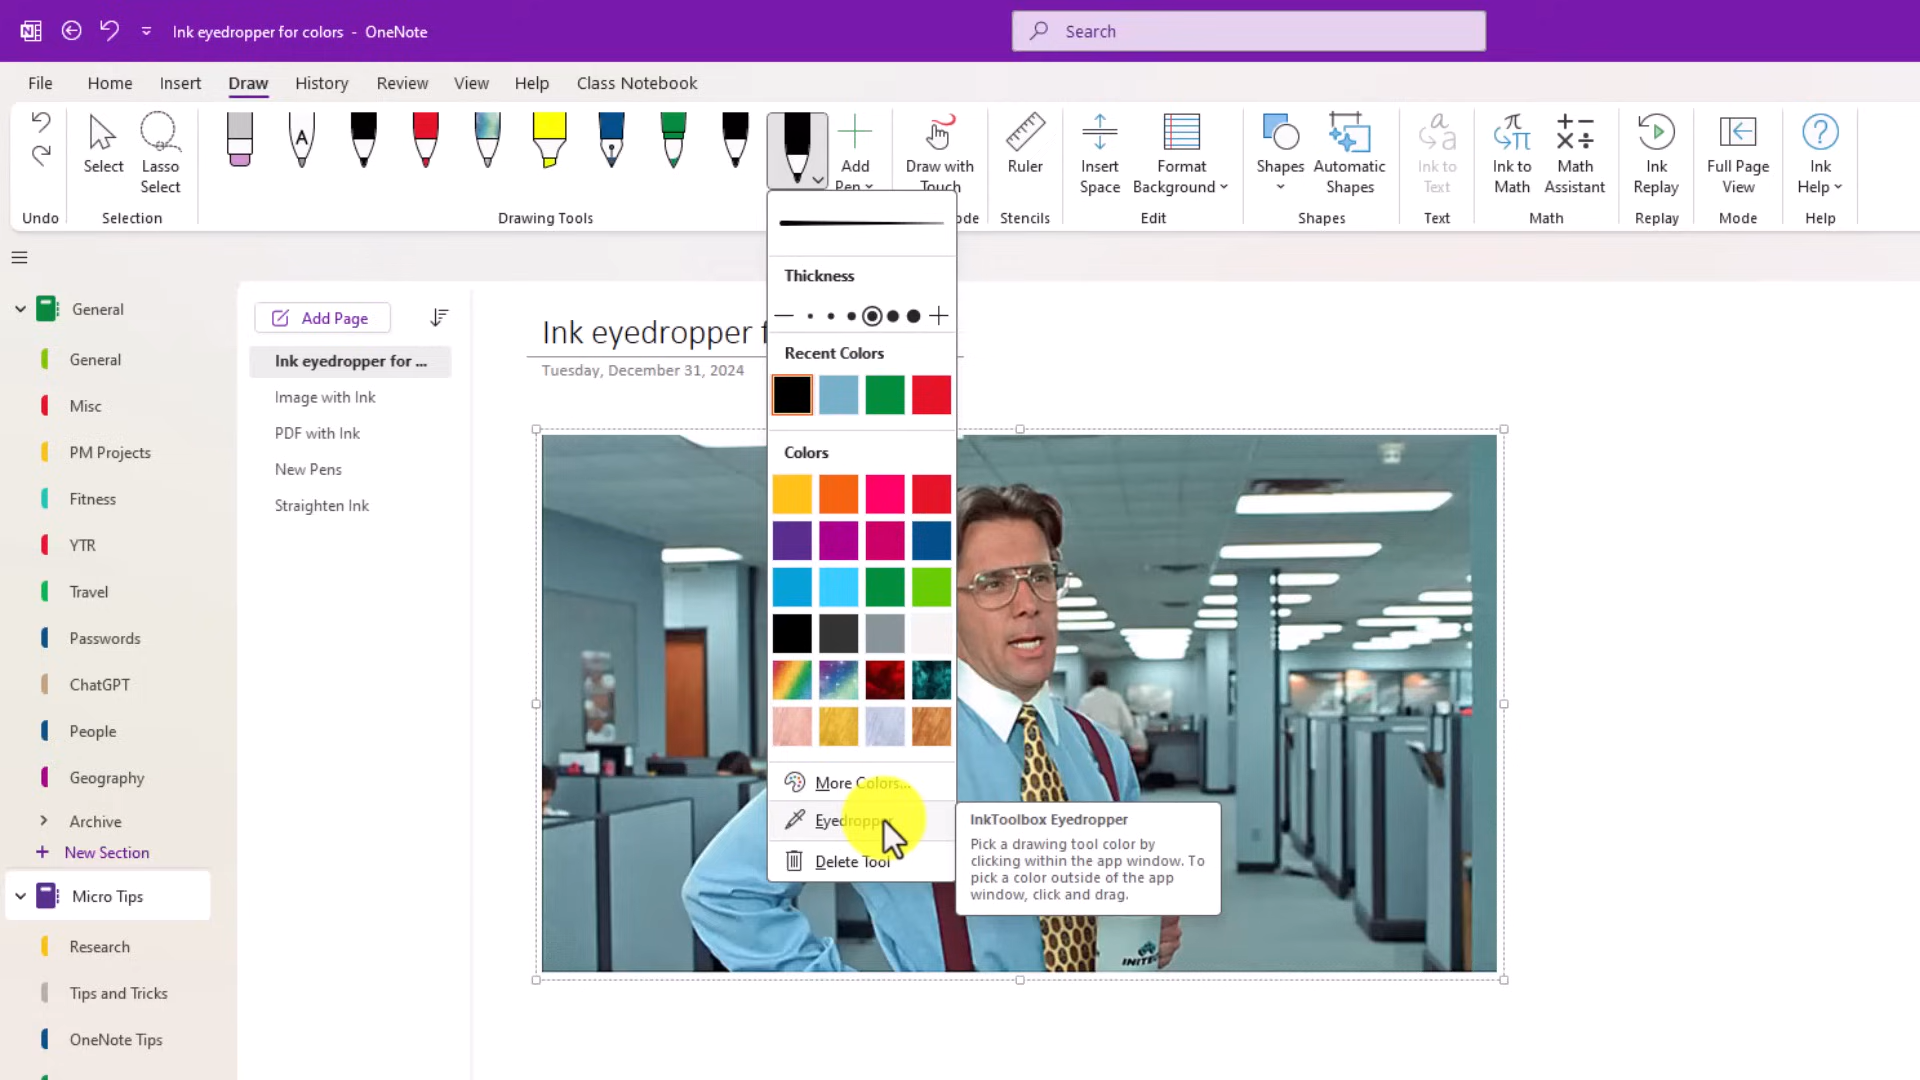 Ink eyedropper for colors - OneNote
Search
File Home Insert Draw History Review View Help Class Notebook
Undo
Select
Lasso Select
Selection
Drawing Tools
Add Pen
Draw with Touch
ode
Ruler
Stencils
Insert Space
Format Background
Edit
Shapes
Automatic Shapes
Shapes
Ink to Text
Text
Ink to Math
Math Assistant
Math
Ink Replay
Replay
Full Page View
Mode
Ink Help
Help
General
General
Misc
PM Projects
Fitness
YTR
Travel
Passwords
ChatGPT
People
Geography
Archive
New Section
Micro Tips
Research
Tips and Tricks
OneNote Tips
Add Page
Ink eyedropper for ...
Image with Ink
PDF with Ink
New Pens
Straighten Ink
Ink eyedropper f
Tuesday, December 31, 2024
Thickness
Recent Colors
Colors
More Colors...
Eyedropper
Delete Tool
InkToolbox Eyedropper
Pick a drawing tool color by
clicking within the app window. To
pick a color outside of the app
window, click and drag.
INITE